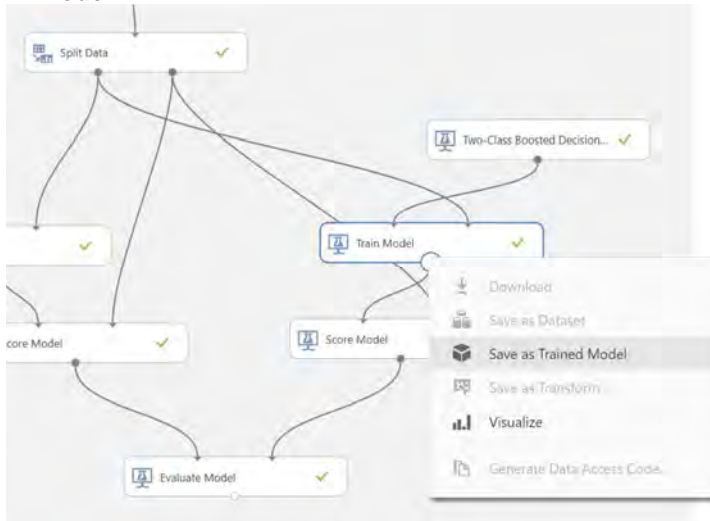 Split Data
Two-Class Boosted Decision...
Train Model
Download
Save as Dataset
core Model
Score Model
Save as Trained Model
Save as Transform
Visualize
Evaluate Model
Generate Data Access Code...